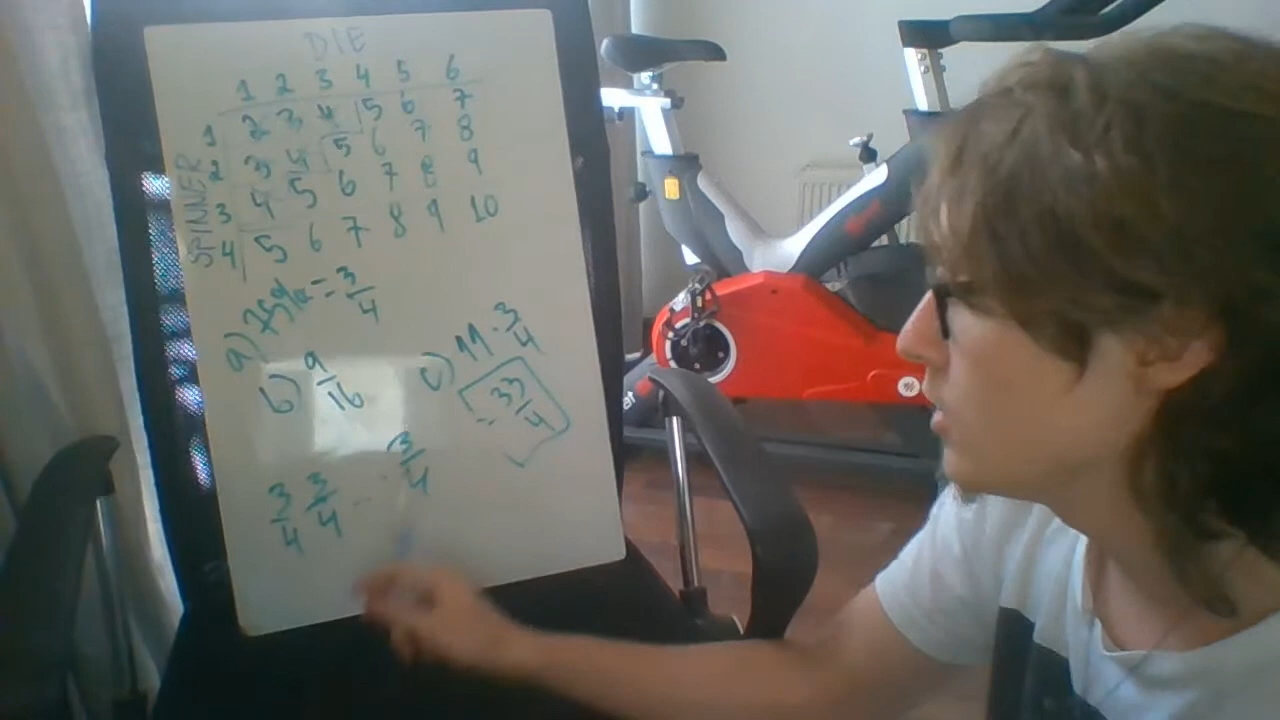 DIE
1 2 3 4 5 6
SPINNER
1 2 3 4 5 6 7
2 3 4 5 6 7 8
3 4 5 6 7 8 9
4 5 6 7 8 9 10
a) = 3/4
b) 9/16
c) 11 · 3/4
= 33/4
3/4 3/4 ... 3/4